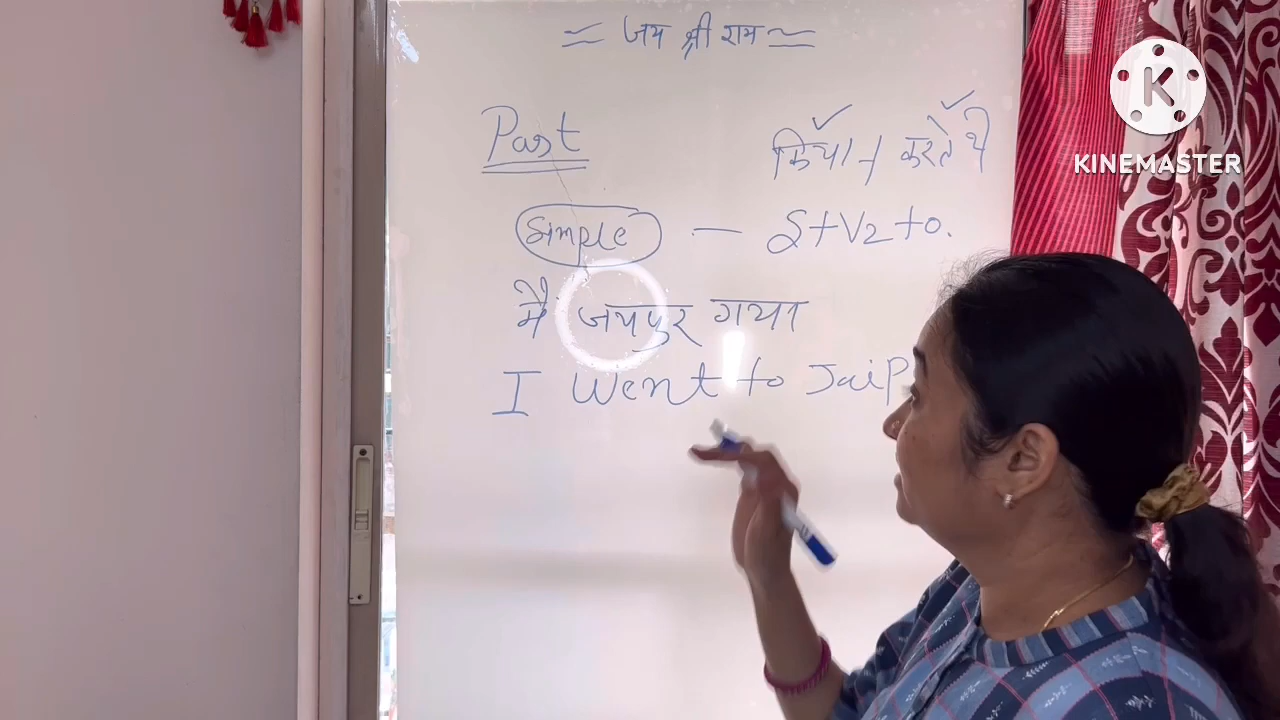 = जय श्री राम =
Past
किया / करते थे
Simple — S+V2+O.
मै जयपुर गया
I Went to Jaip
KINEMASTER